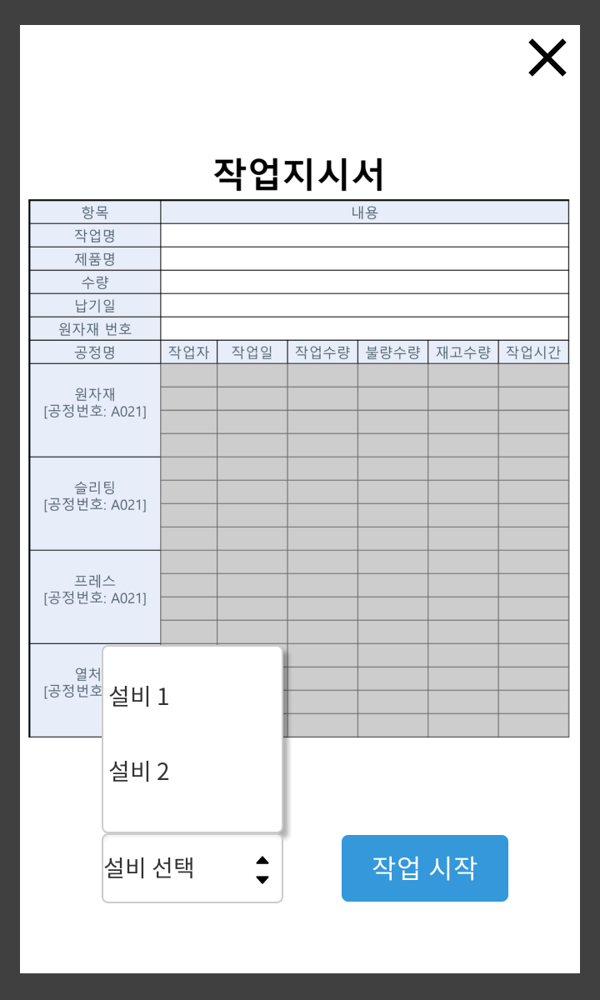 작업지시서
항목 내용
작업명
제품명
수량
납기일
원자재 번호
공정명 작업자 작업일 작업수량 불량수량 재고수량 작업시간
원자재
[공정번호: A021]
슬리팅
[공정번호: A021]
프레스
[공정번호: A021]
열처
[공정번호
설비 1
설비 2
설비 선택
작업 시작